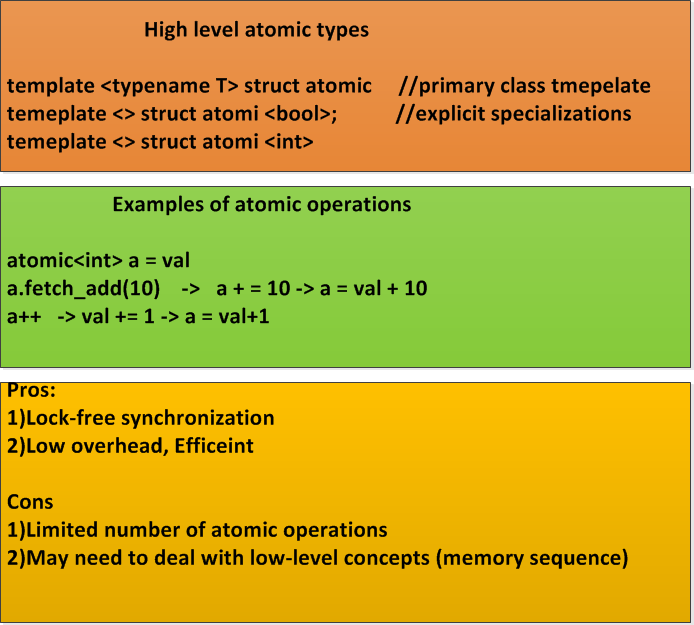 High level atomic types
template <typename T> struct atomic //primary class tmepelate
temeplate <> struct atomi <bool>; //explicit specializations
temeplate <> struct atomi <int>
Examples of atomic operations
atomic<int> a = val
a.fetch_add(10) -> a + = 10 -> a = val + 10
a++ -> val += 1 -> a = val+1
Pros:
1)Lock-free synchronization
2)Low overhead, Efficeint
Cons
1)Limited number of atomic operations
2)May need to deal with low-level concepts (memory sequence)